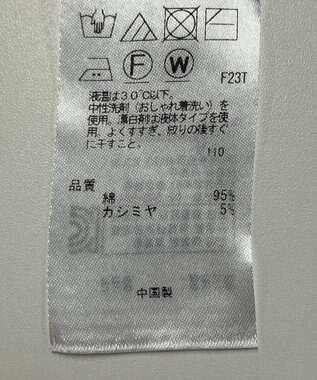 F
W
F23T
液温は30℃以下。
中性洗剤(おしゃれ着洗い)を
使用。漂白剤は液体タイプを使
用。よくすすぎ、絞りの後すぐ
に干すこと。
110
品質
綿 95%
カシミヤ 5%
中国製